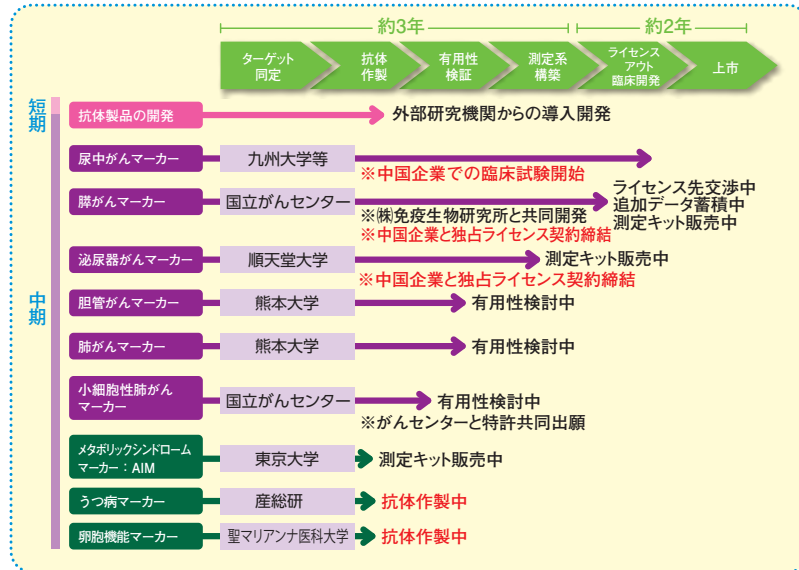 約3年
約2年
ターゲット
同定
抗体
作製
有用性
検証
測定系
構築
ライセンス
アウト
臨床開発
上市
短期
抗体製品の開発
外部研究機関からの導入開発
中期
尿中がんマーカー
九州大学等
※中国企業での臨床試験開始
膵がんマーカー
国立がんセンター
ライセンス先交渉中
追加データ蓄積中
測定キット販売中
※㈱免疫生物研究所と共同開発
※中国企業と独占ライセンス契約締結
泌尿器がんマーカー
順天堂大学
測定キット販売中
※中国企業と独占ライセンス契約締結
胆管がんマーカー
熊本大学
有用性検討中
肺がんマーカー
熊本大学
有用性検討中
小細胞性肺がん
マーカー
国立がんセンター
有用性検討中
※がんセンターと特許共同出願
メタボリックシンドローム
マーカー：AIM
東京大学
測定キット販売中
うつ病マーカー
産総研
抗体作製中
卵胞機能マーカー
聖マリアンナ医科大学
抗体作製中